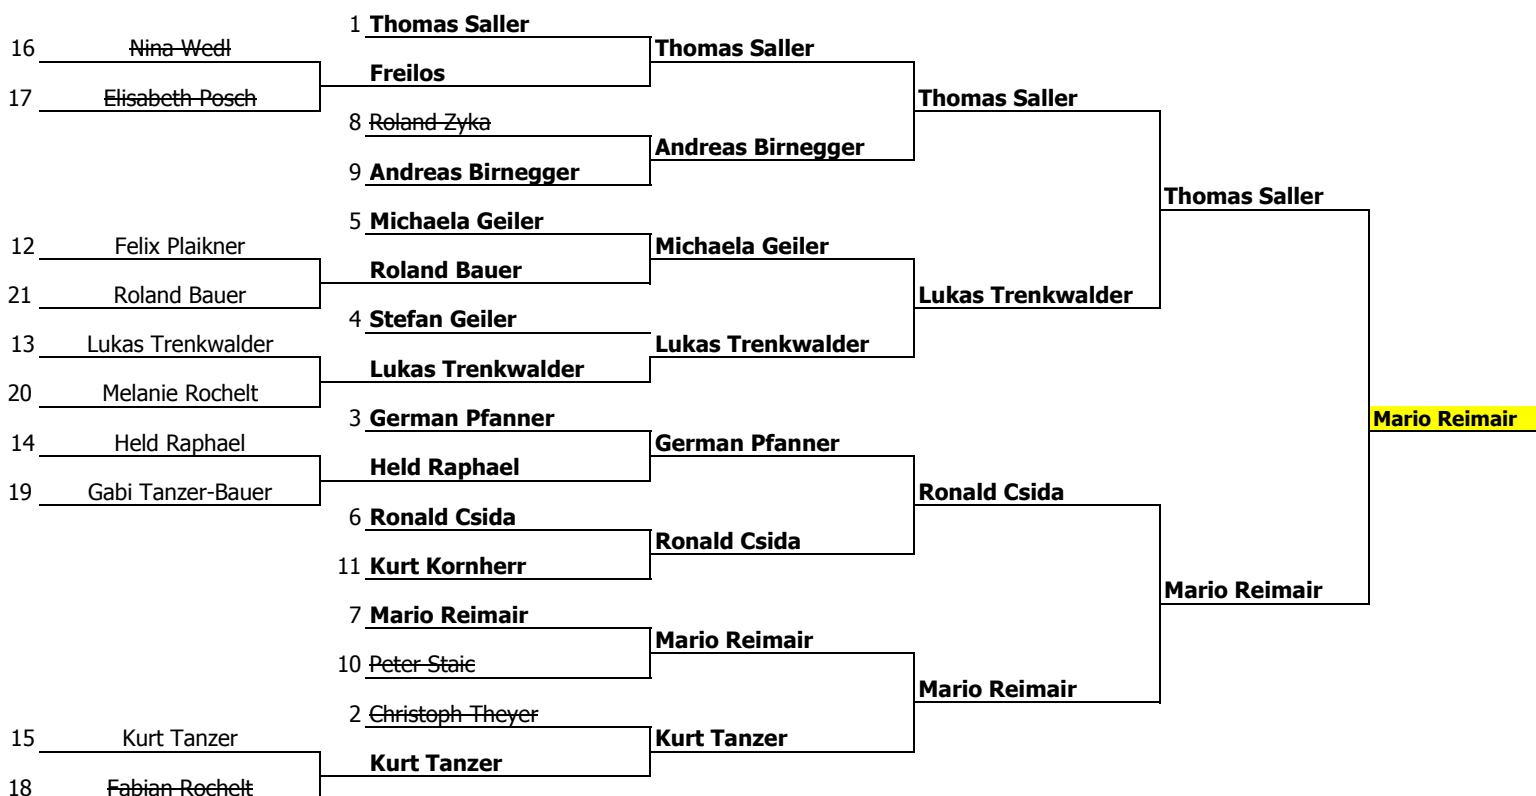 1 Thomas Saller
16 Nina Wedl
Thomas Saller
Freilos
17 Elisabeth Posch
Thomas Saller
8 Roland Zyka
Andreas Birnegger
9 Andreas Birnegger
Thomas Saller
5 Michaela Geiler
12 Felix Plaikner
Michaela Geiler
Roland Bauer
21 Roland Bauer
Lukas Trenkwalder
4 Stefan Geiler
13 Lukas Trenkwalder
Lukas Trenkwalder
Lukas Trenkwalder
20 Melanie Rochelt
3 German Pfanner
Mario Reimair
14 Held Raphael
German Pfanner
Held Raphael
19 Gabi Tanzer-Bauer
Ronald Csida
6 Ronald Csida
Ronald Csida
11 Kurt Kornherr
Mario Reimair
7 Mario Reimair
Mario Reimair
10 Peter Staic
Mario Reimair
2 Christoph Theyer
15 Kurt Tanzer
Kurt Tanzer
Kurt Tanzer
18 Fabian Rochelt